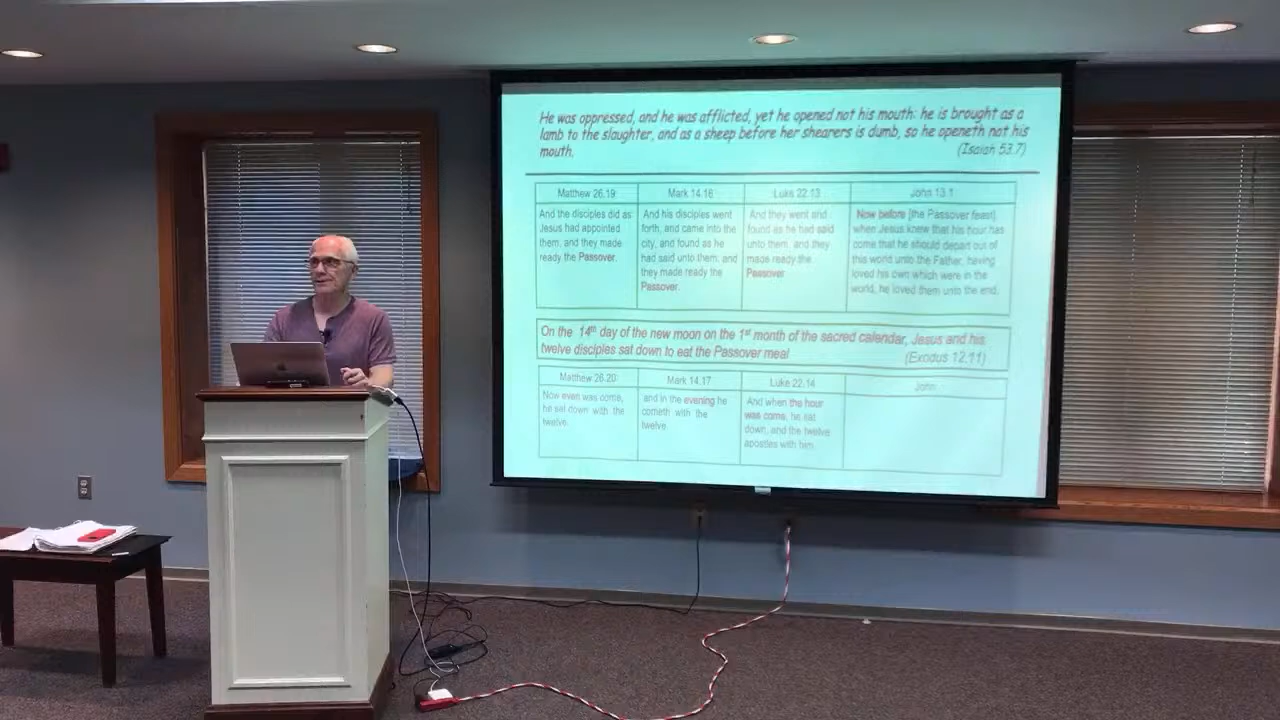 He was oppressed, and he was afflicted, yet he opened not his mouth: he is brought as a
lamb to the slaughter, and as a sheep before her shearers is dumb, so he openeth not his
mouth.
(Isaiah 53.7)
Matthew 26.19
And the disciples did as
Jesus had appointed
them; and they made
ready the Passover.
Mark 14.16
And his disciples went
forth, and came into the
city, and found as he
had said unto them: and
they made ready the
Passover.
Luke 22.13
And they went and
found as he had said
unto them: and they
made ready the
Passover
John 13.1
Now before [the Passover feast],
when Jesus knew that his hour has
come that he should depart out of
this world unto the Father, having
loved his own which were in the
world, he loved them unto the end.
On the 14th day of the new moon on the 1st month of the sacred calendar, Jesus and his
twelve disciples sat down to eat the Passover meal
(Exodus 12.11)
Matthew 26.20
Now even was come,
he sat down with the
twelve.
Mark 14.17
and in the evening he
cometh with the
twelve.
Luke 22.14
And when the hour
was come, he sat
down, and the twelve
apostles with him.
John